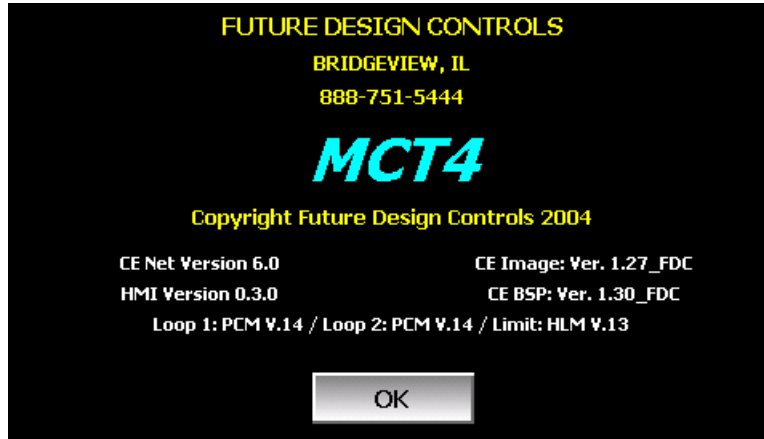 FUTURE DESIGN CONTROLS
BRIDGEVIEW, IL
888-751-5444
MCT4
Copyright Future Design Controls 2004
CE Net Version 6.0 CE Image: Ver. 1.27_FDC
HMI Version 0.3.0 CE BSP: Ver. 1.30_FDC
Loop 1: PCM V.14 / Loop 2: PCM V.14 / Limit: HLM V.13
OK